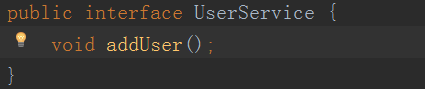 public interface UserService {
    void addUser();
}